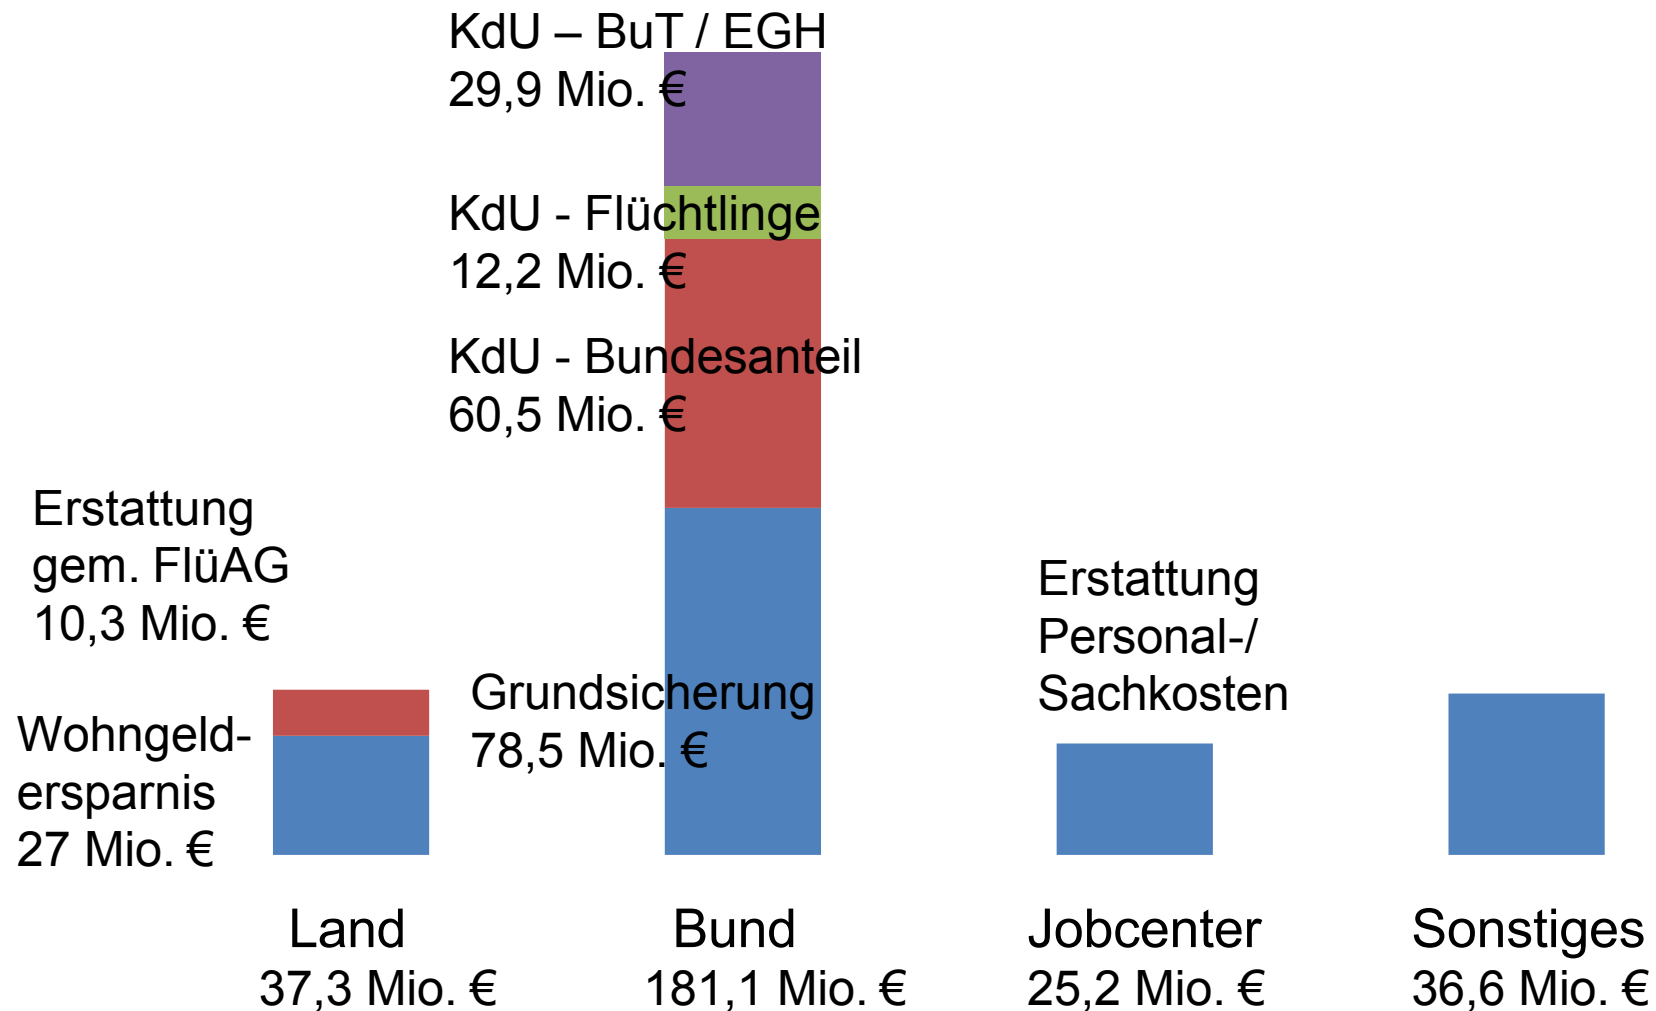 KdU – BuT / EGH
29,9 Mio. €
KdU - Flüchtlinge
12,2 Mio. €
KdU - Bundesanteil
60,5 Mio. €
Erstattung
gem. FlüAG
10,3 Mio. €
Wohngeld-
ersparnis
27 Mio. €
Grundsicherung
78,5 Mio. €
Erstattung
Personal-/
Sachkosten
Land
37,3 Mio. €
Bund
181,1 Mio. €
Jobcenter
25,2 Mio. €
Sonstiges
36,6 Mio. €